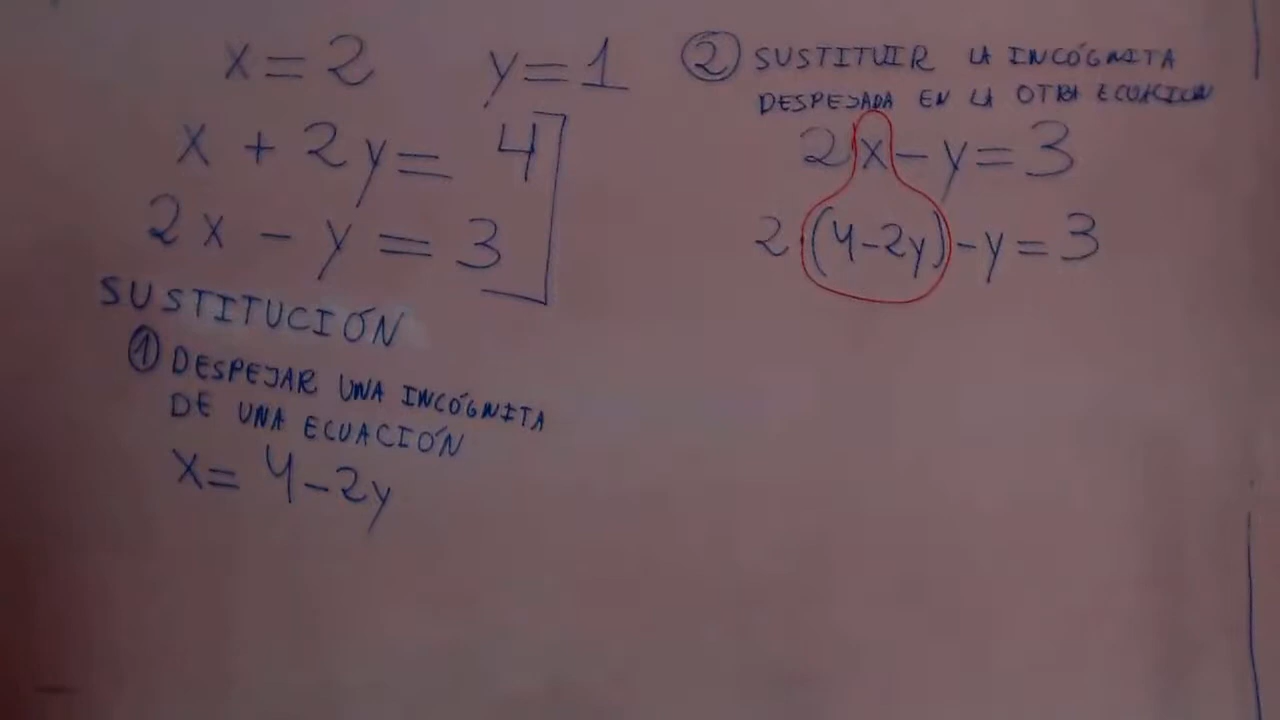 x = 2 y = 1
x + 2y = 4
2x - y = 3
SUSTITUCIÓN
① DESPEJAR UNA INCÓGNITA
DE UNA ECUACIÓN
x = 4 - 2y
② SUSTITUIR LA INCÓGNITA
DESPEJADA EN LA OTRA ECUACION
2x - y = 3
2(4 - 2y) - y = 3